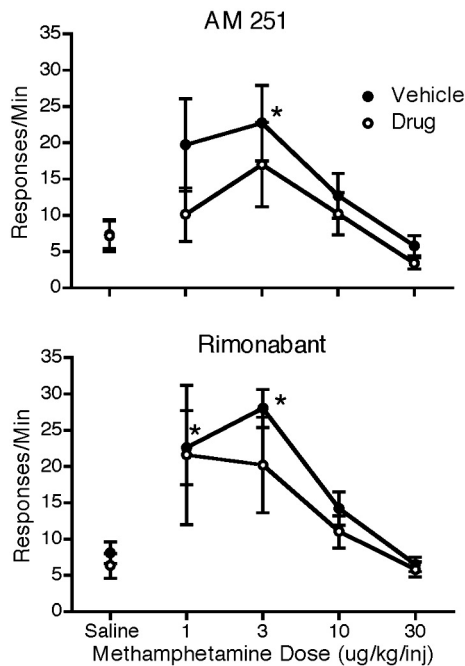 AM 251
35
30
25
20
15
10
5
0
Responses/Min
*
Vehicle
Drug
Rimonabant
35
30
25
20
15
10
5
0
Responses/Min
*
*
Saline 1 3 10 30
Methamphetamine Dose (ug/kg/inj)